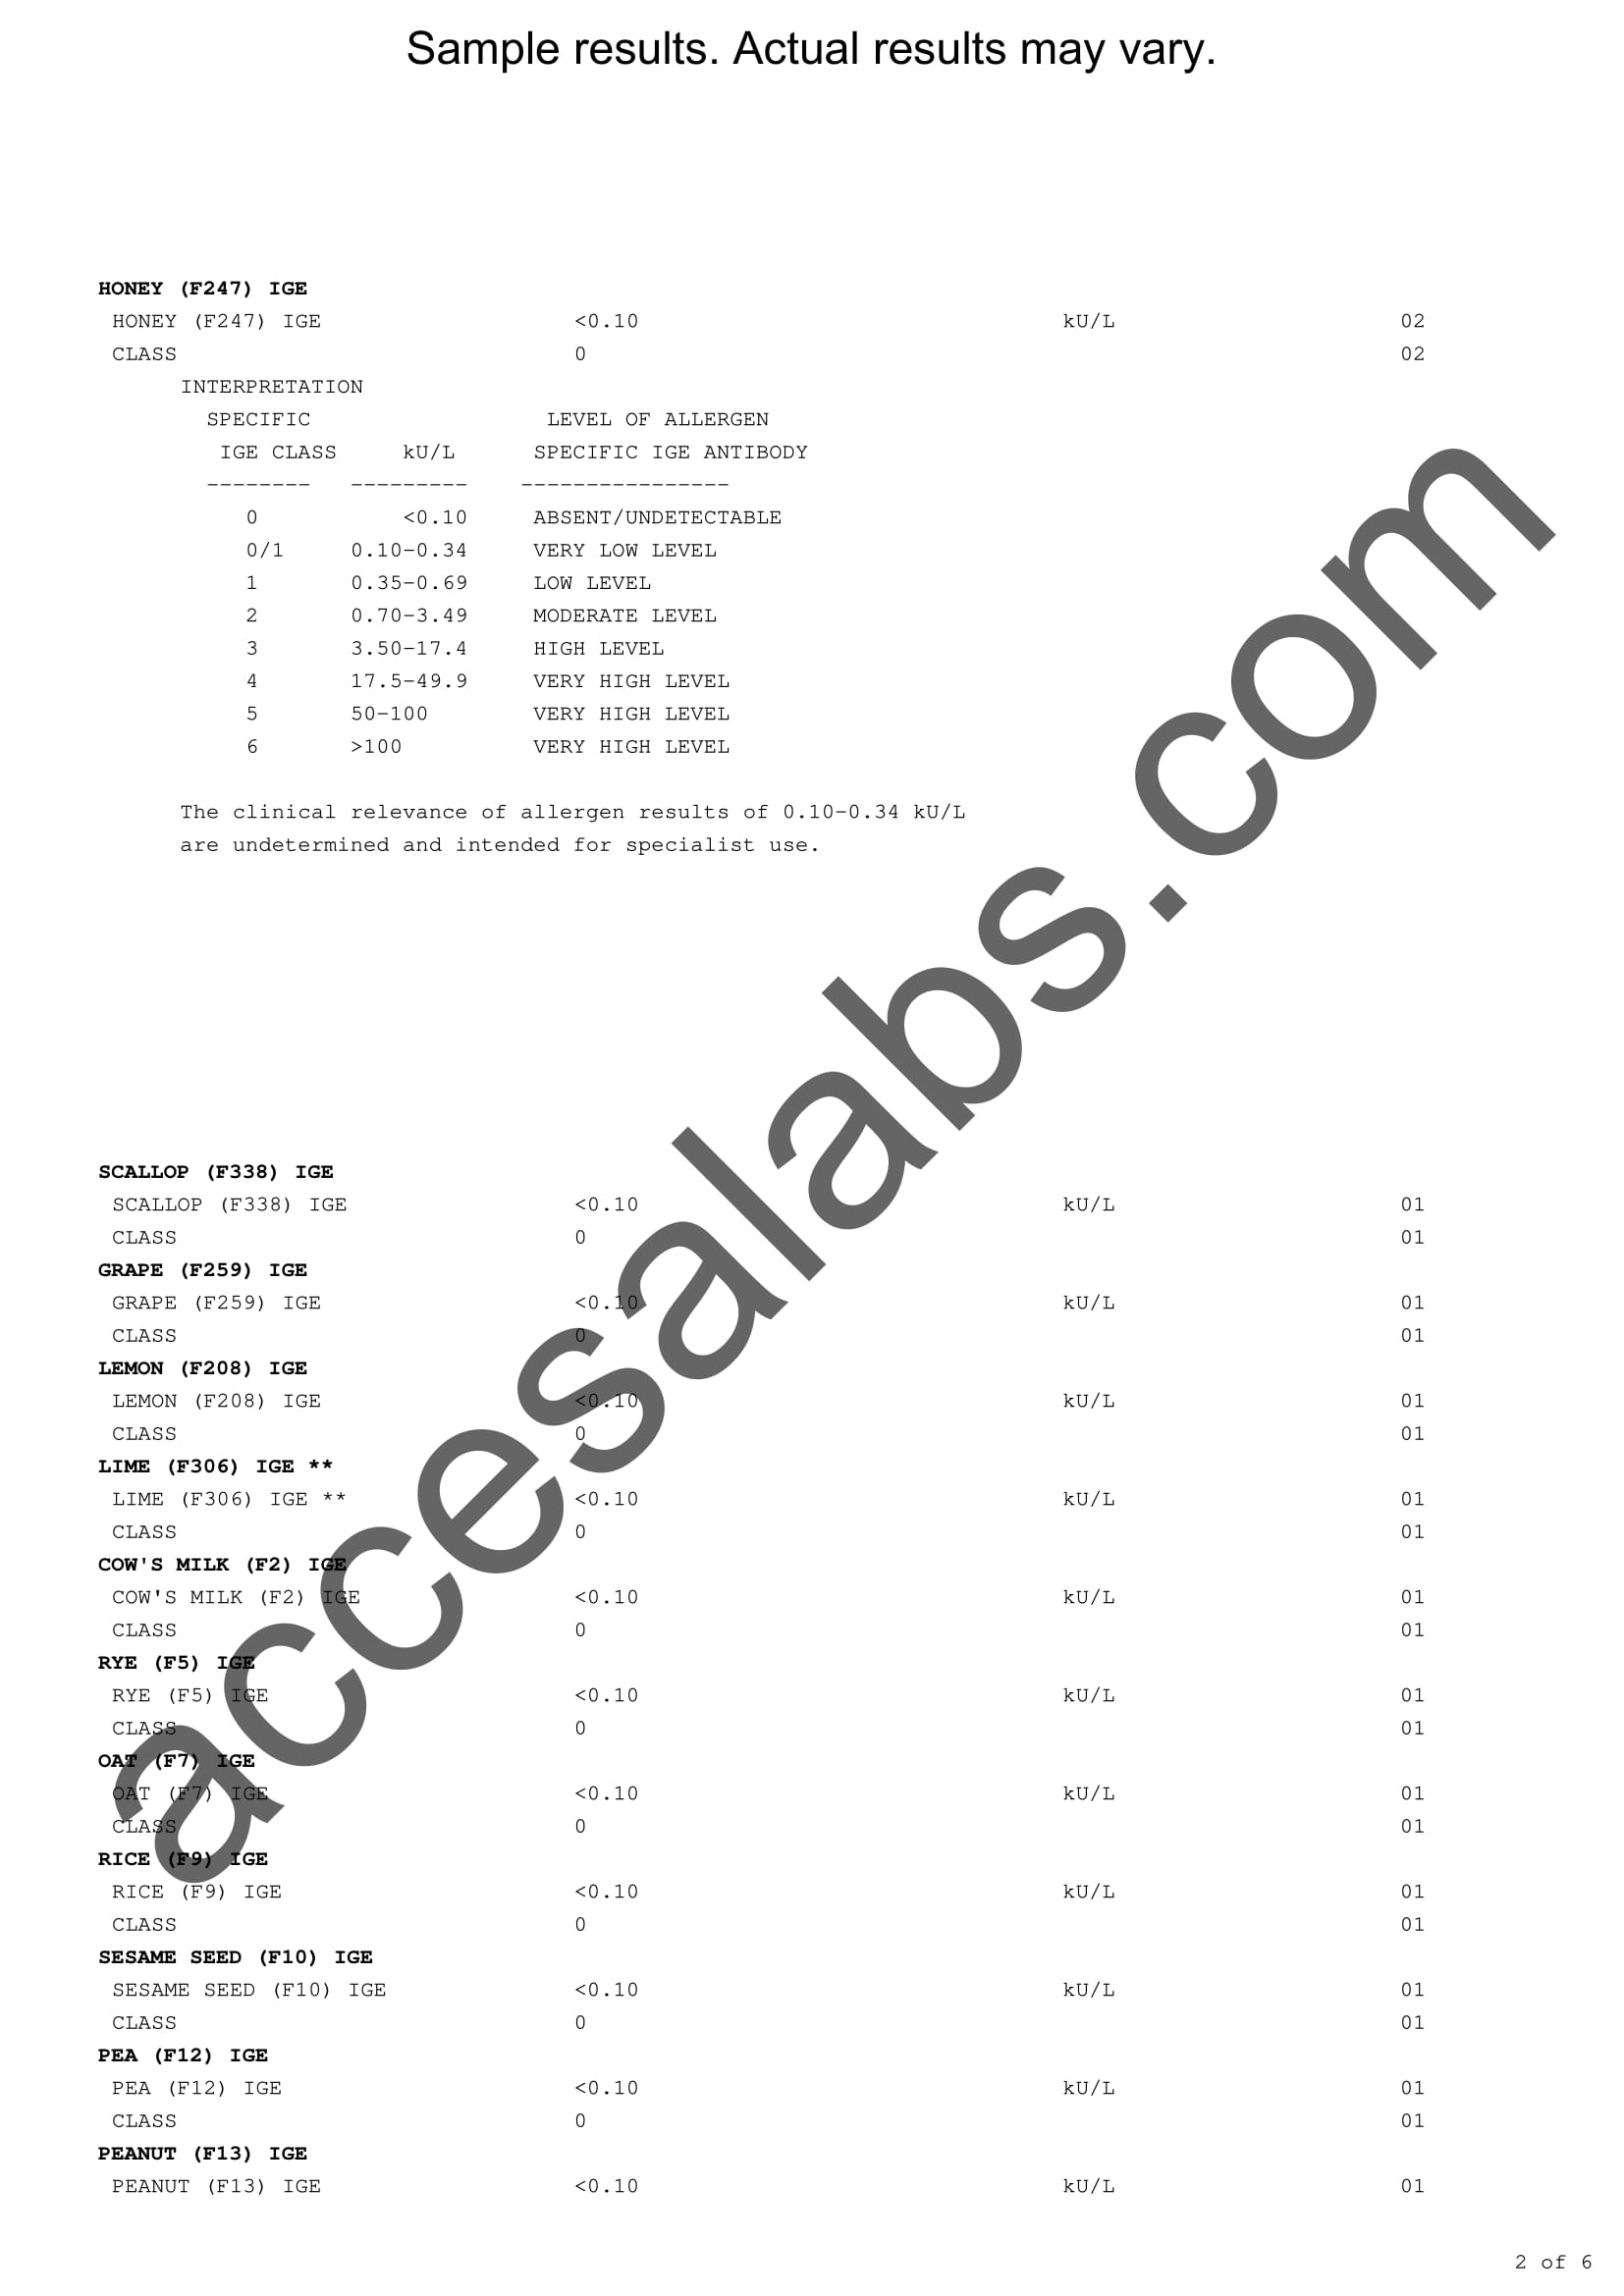 Sample results. Actual results may vary.
HONEY (F247) IGE
HONEY (F247) IGE <0.10 kU/L 02
CLASS 0 02
INTERPRETATION
SPECIFIC LEVEL OF ALLERGEN
IGE CLASS kU/L SPECIFIC IGE ANTIBODY
-------- --------- ----------------
0 <0.10 ABSENT/UNDETECTABLE
0/1 0.10-0.34 VERY LOW LEVEL
1 0.35-0.69 LOW LEVEL
2 0.70-3.49 MODERATE LEVEL
3 3.50-17.4 HIGH LEVEL
4 17.5-49.9 VERY HIGH LEVEL
5 50-100 VERY HIGH LEVEL
6 >100 VERY HIGH LEVEL
The clinical relevance of allergen results of 0.10-0.34 kU/L
are undetermined and intended for specialist use.
SCALLOP (F338) IGE
SCALLOP (F338) IGE <0.10 kU/L 01
CLASS 0 01
GRAPE (F259) IGE
GRAPE (F259) IGE <0.10 kU/L 01
CLASS 0 01
LEMON (F208) IGE
LEMON (F208) IGE <0.10 kU/L 01
CLASS 0 01
LIME (F306) IGE **
LIME (F306) IGE ** <0.10 kU/L 01
CLASS 0 01
COW'S MILK (F2) IGE
COW'S MILK (F2) IGE <0.10 kU/L 01
CLASS 0 01
RYE (F5) IGE
RYE (F5) IGE <0.10 kU/L 01
CLASS 0 01
OAT (F7) IGE
OAT (F7) IGE <0.10 kU/L 01
CLASS 0 01
RICE (F9) IGE
RICE (F9) IGE <0.10 kU/L 01
CLASS 0 01
SESAME SEED (F10) IGE
SESAME SEED (F10) IGE <0.10 kU/L 01
CLASS 0 01
PEA (F12) IGE
PEA (F12) IGE <0.10 kU/L 01
CLASS 0 01
PEANUT (F13) IGE
PEANUT (F13) IGE <0.10 kU/L 01
2 of 6
accesalabs.com